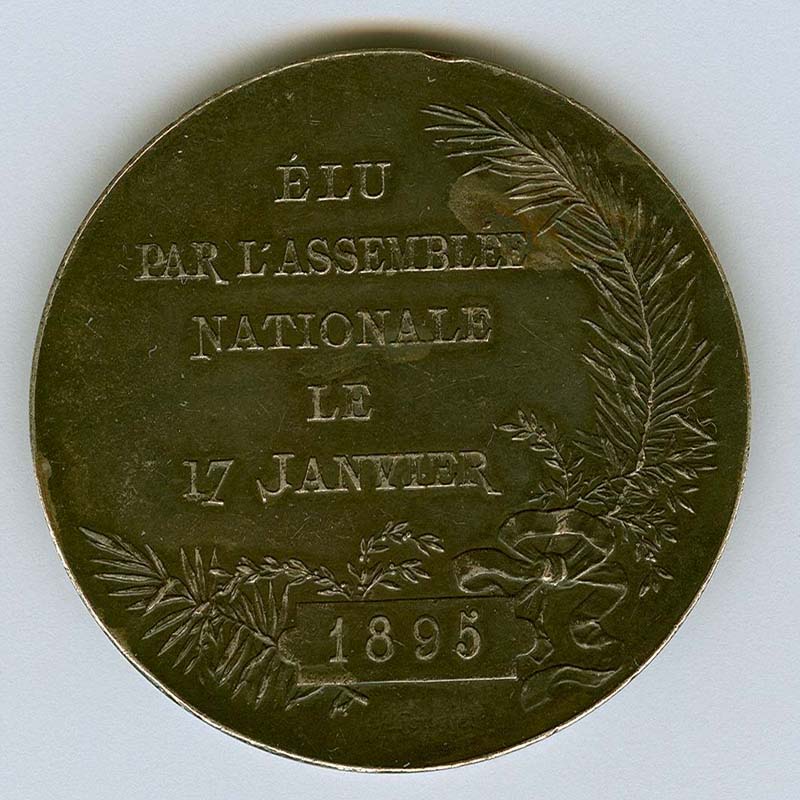 ÉLU
PAR L'ASSEMBLÉE
NATIONALE
LE
17 JANVIER
1895